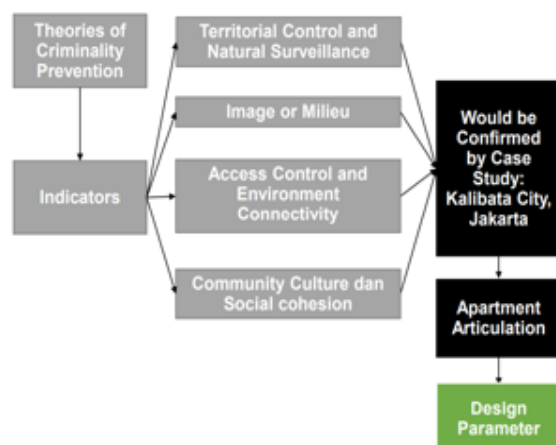 Theories of
Criminality
Prevention
Indicators
Territorial Control and
Natural Surveillance
Image or Milieu
Access Control and
Environment
Connectivity
Community Culture dan
Social cohesion
Would be
Confirmed
by Case
Study:
Kalibata City,
Jakarta
Apartment
Articulation
Design
Parameter